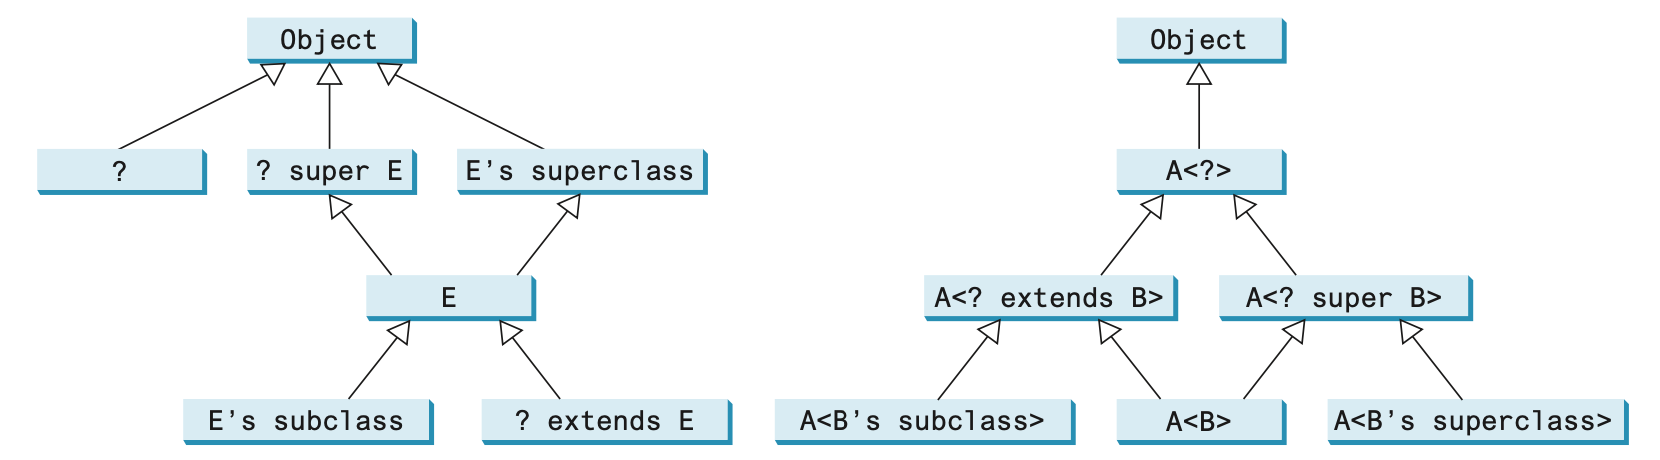 Object
?
? super E
E’s superclass
E
E’s subclass
? extends E
Object
A<?>
A<? extends B>
A<? super B>
A<B’s subclass>
A<B>
A<B’s superclass>